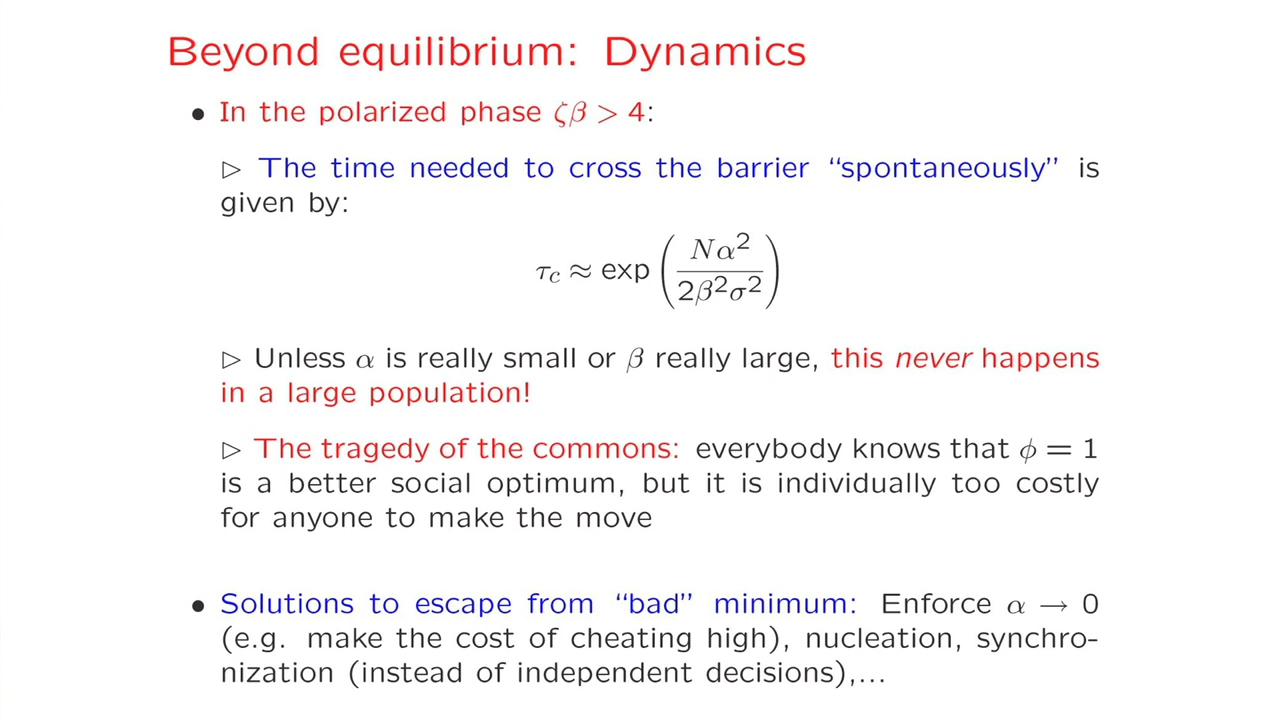 Beyond equilibrium: Dynamics
• In the polarized phase ζβ > 4:
▷ The time needed to cross the barrier “spontaneously” is
given by:
τ_c ≈ exp(Nα²/2β²σ²)
▷ Unless α is really small or β really large, this never happens
in a large population!
▷ The tragedy of the commons: everybody knows that ϕ = 1
is a better social optimum, but it is individually too costly
for anyone to make the move
• Solutions to escape from “bad” minimum: Enforce α → 0
(e.g. make the cost of cheating high), nucleation, synchro-
nization (instead of independent decisions),...